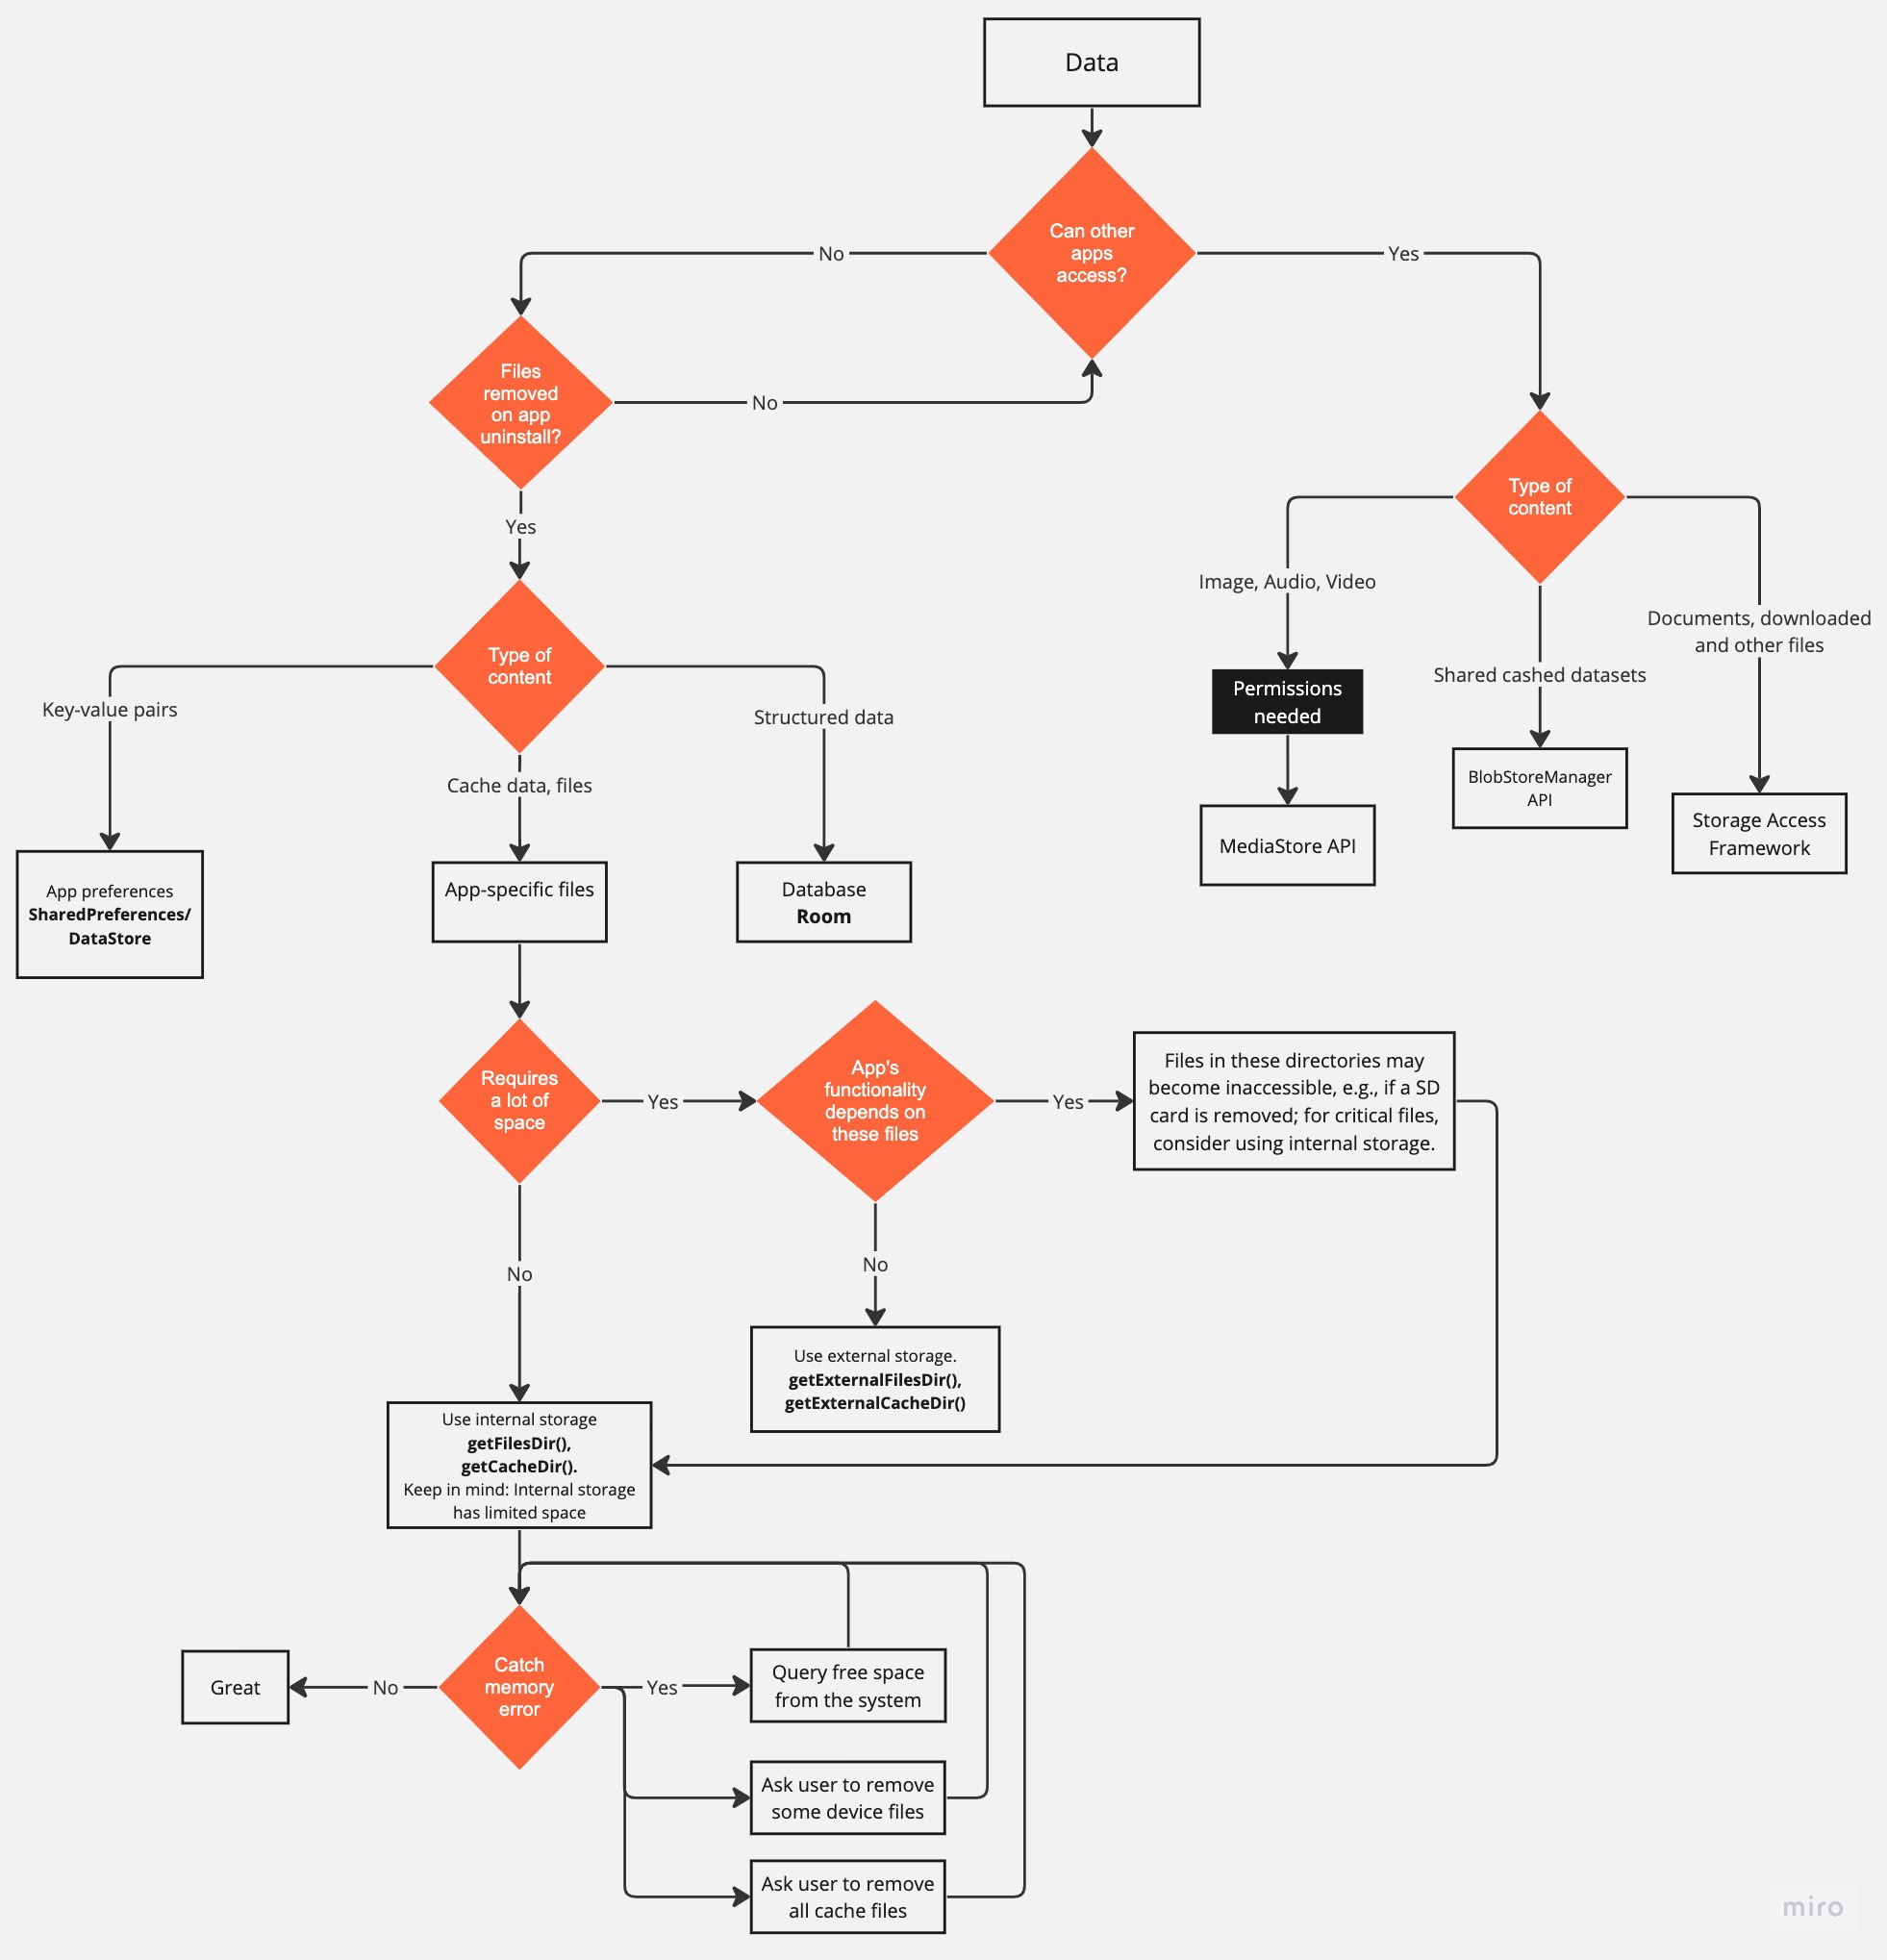 Data
Can other
apps
access?
No
Yes
Files
removed
on app
uninstall?
No
Yes
Type of
content
Image, Audio, Video
Shared cashed datasets
Documents, downloaded
and other files
Permissions
needed
MediaStore API
BlobStoreManager
API
Storage Access
Framework
Type of
content
Key-value pairs
Cache data, files
Structured data
App preferences
SharedPreferences/
DataStore
App-specific files
Database
Room
Requires
a lot of
space
Yes
App's
functionality
depends on
these files
Yes
Files in these directories may
become inaccessible, e.g., if a SD
card is removed; for critical files,
consider using internal storage.
No
No
Use external storage.
getExternalFilesDir(),
getExternalCacheDir()
Use internal storage
getFilesDir(),
getCacheDir().
Keep in mind: Internal storage
has limited space
Catch
memory
error
No
Great
Yes
Query free space
from the system
Ask user to remove
some device files
Ask user to remove
all cache files
miro